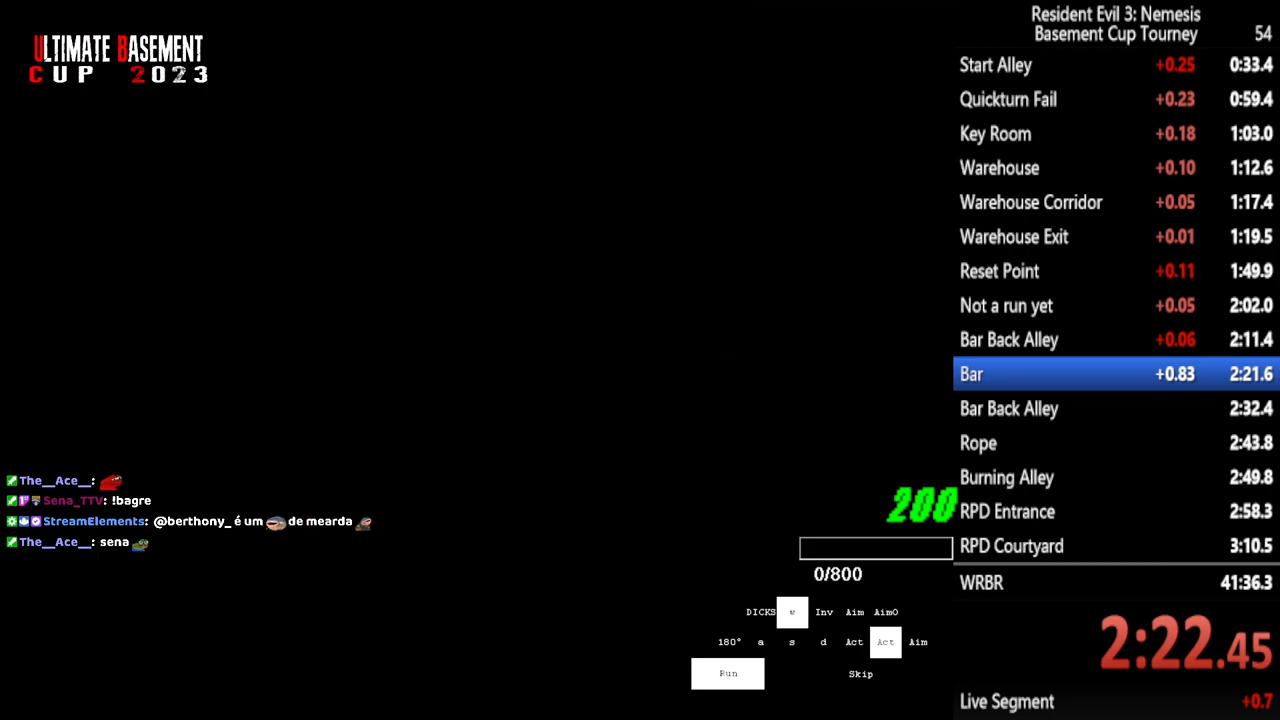 ULTIMATE BASEMENT
CUP 2023
Resident Evil 3: Nemesis
Basement Cup Tourney 54
Start Alley +0.25 0:33.4
Quickturn Fail +0.23 0:59.4
Key Room +0.18 1:03.0
Warehouse +0.10 1:12.6
Warehouse Corridor +0.05 1:17.4
Warehouse Exit +0.01 1:19.5
Reset Point +0.11 1:49.9
Not a run yet +0.05 2:02.0
Bar Back Alley +0.06 2:11.4
Bar +0.83 2:21.6
Bar Back Alley 2:32.4
Rope 2:43.8
Burning Alley 2:49.8
RPD Entrance 2:58.3
RPD Courtyard 3:10.5
WRBR 41:36.3
2:22.45
Live Segment +0.7
The__Ace__:
Sena_TTV: !bagre
StreamElements: @berthony_ é um de mearda
The__Ace__: sena
200
0/800
DICKS w Inv Aim AimO
180° a s d Act Act Aim
Run Skip